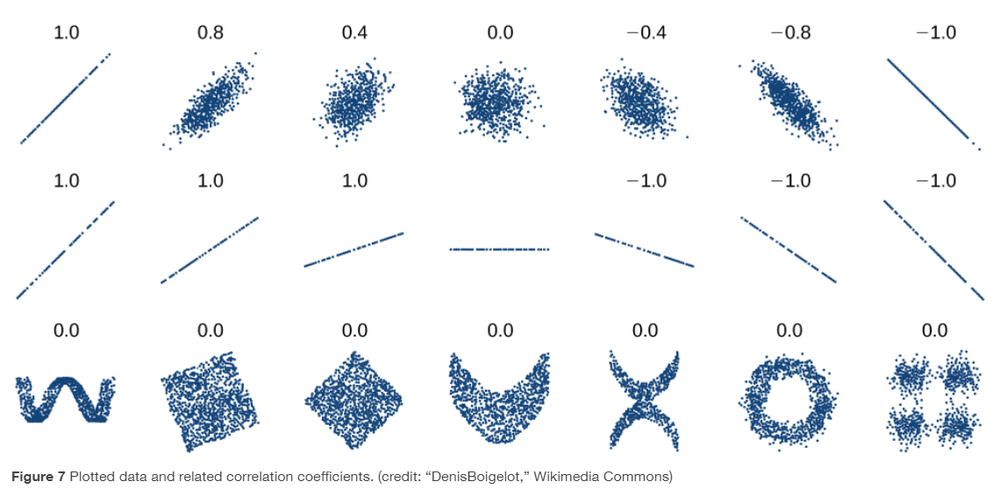 1.0 0.8 0.4 0.0 −0.4 −0.8 −1.0
1.0 1.0 1.0 −1.0 −1.0 −1.0
0.0 0.0 0.0 0.0 0.0 0.0 0.0
Figure 7 Plotted data and related correlation coefficients. (credit: “DenisBoigelot,” Wikimedia Commons)